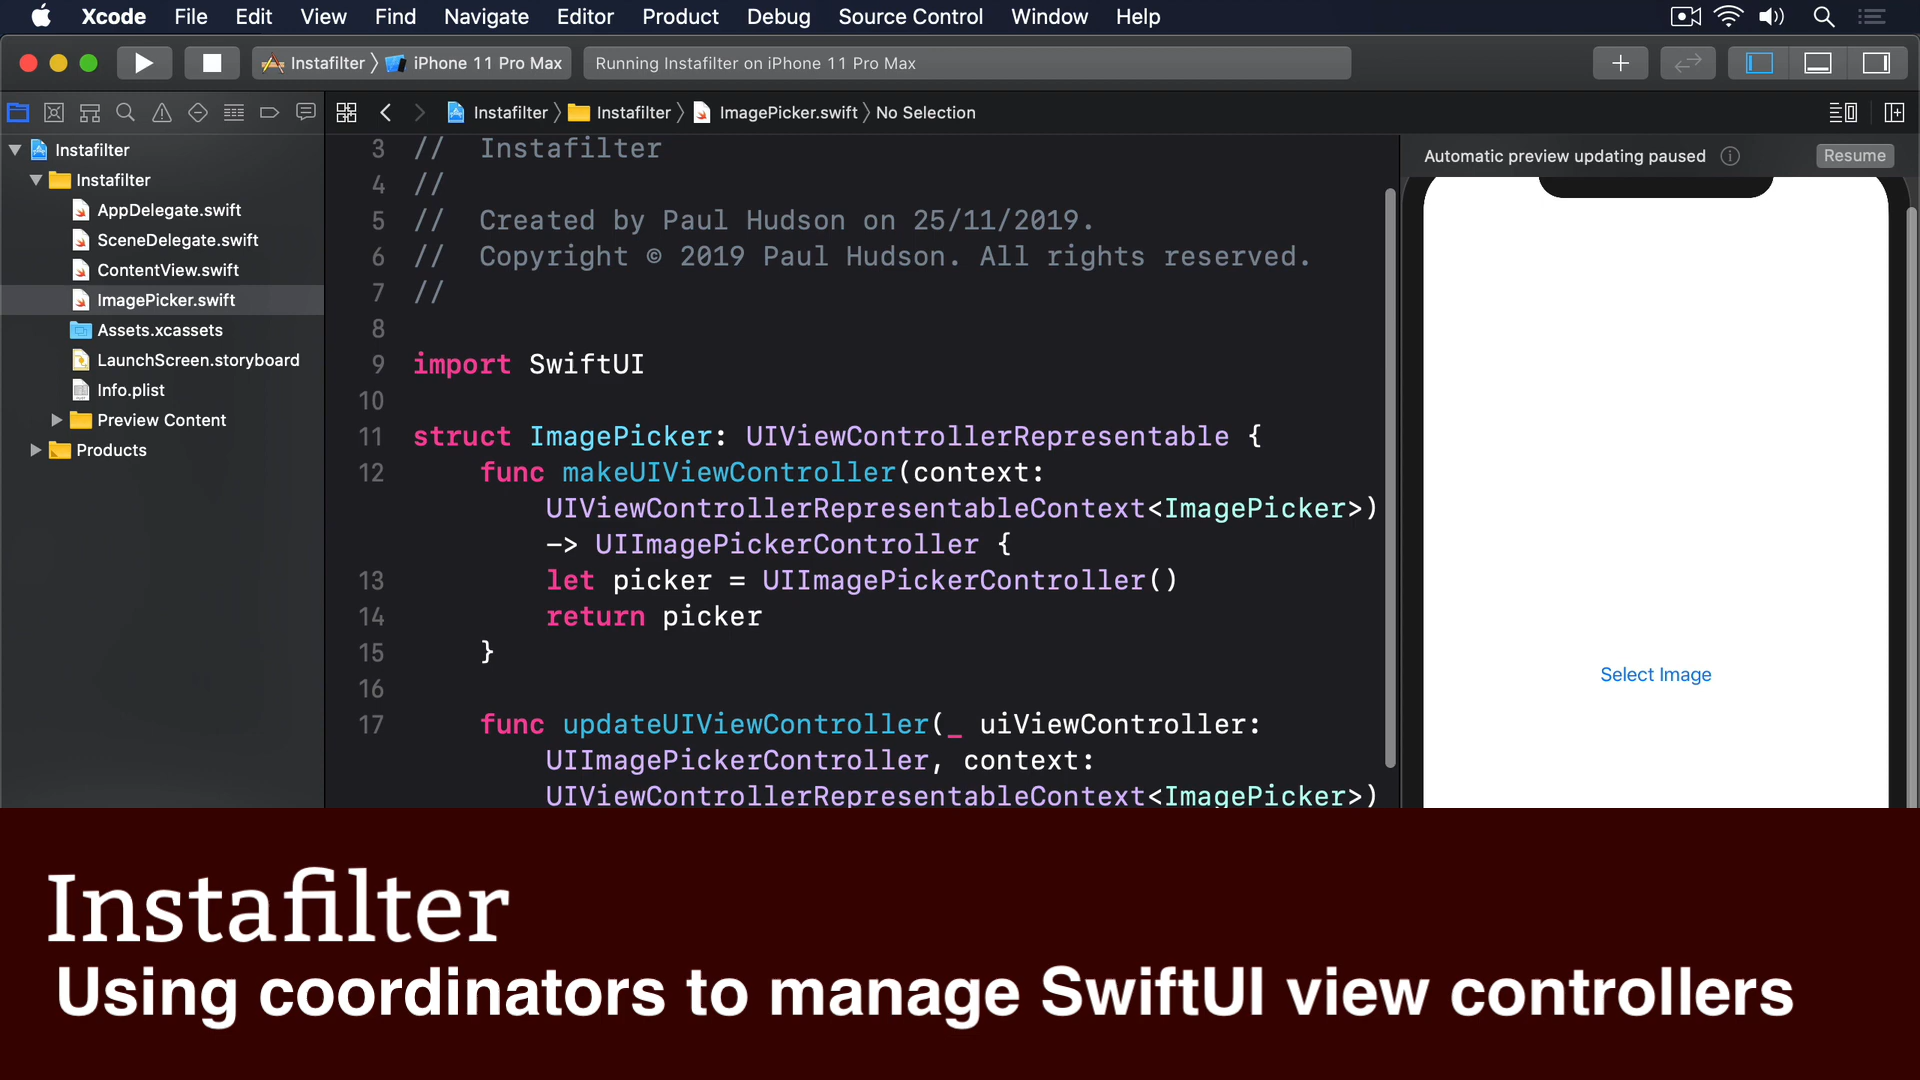 Xcode File Edit View Find Navigate Editor Product Debug Source Control Window Help
Instafilter iPhone 11 Pro Max Running Instafilter on iPhone 11 Pro Max
Instafilter Instafilter ImagePicker.swift No Selection
Instafilter
Instafilter
AppDelegate.swift
SceneDelegate.swift
ContentView.swift
ImagePicker.swift
Assets.xcassets
LaunchScreen.storyboard
Info.plist
Preview Content
Products
3 // Instafilter
4 //
5 // Created by Paul Hudson on 25/11/2019.
6 // Copyright © 2019 Paul Hudson. All rights reserved.
7 //
8
9 import SwiftUI
10
11 struct ImagePicker: UIViewControllerRepresentable {
12 func makeUIViewController(context:
UIViewControllerRepresentableContext<ImagePicker>)
-> UIImagePickerController {
13 let picker = UIImagePickerController()
14 return picker
15 }
16
17 func updateUIViewController(_ uiViewController:
UIImagePickerController, context:
UIViewControllerRepresentableContext<ImagePicker>)
Automatic preview updating paused Resume
Select Image
Instafilter
Using coordinators to manage SwiftUI view controllers